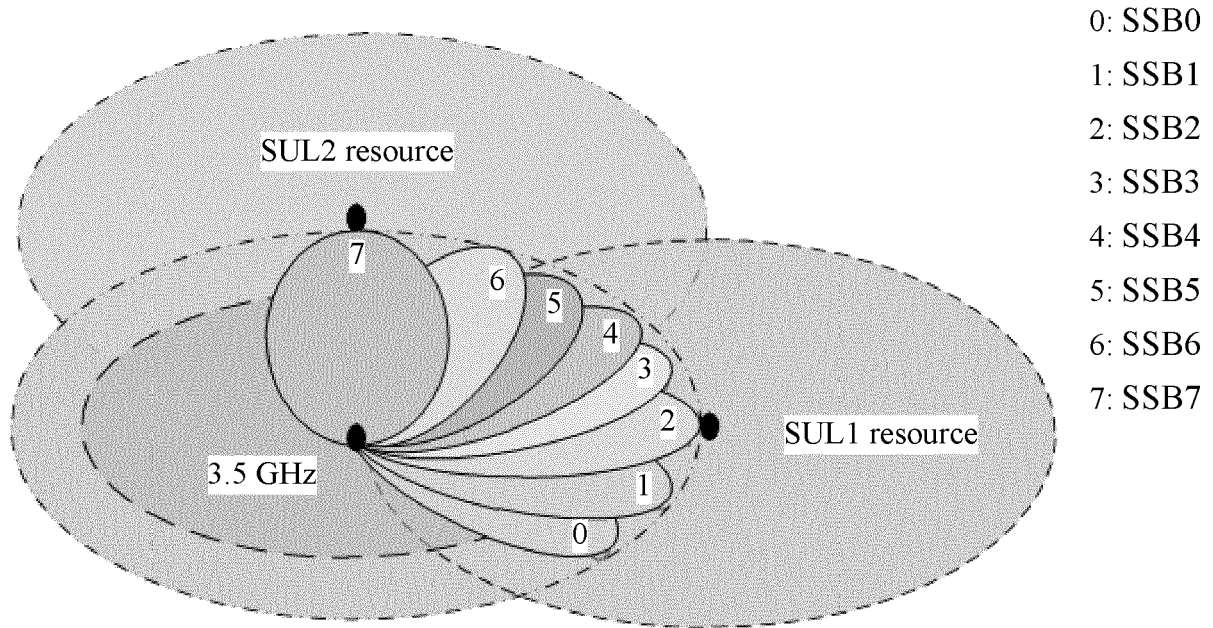 0: SSB0
1: SSB1
2: SSB2
3: SSB3
4: SSB4
5: SSB5
6: SSB6
7: SSB7
SUL2 resource
7
6
5
4
3
2
SUL1 resource
3.5 GHz
1
0